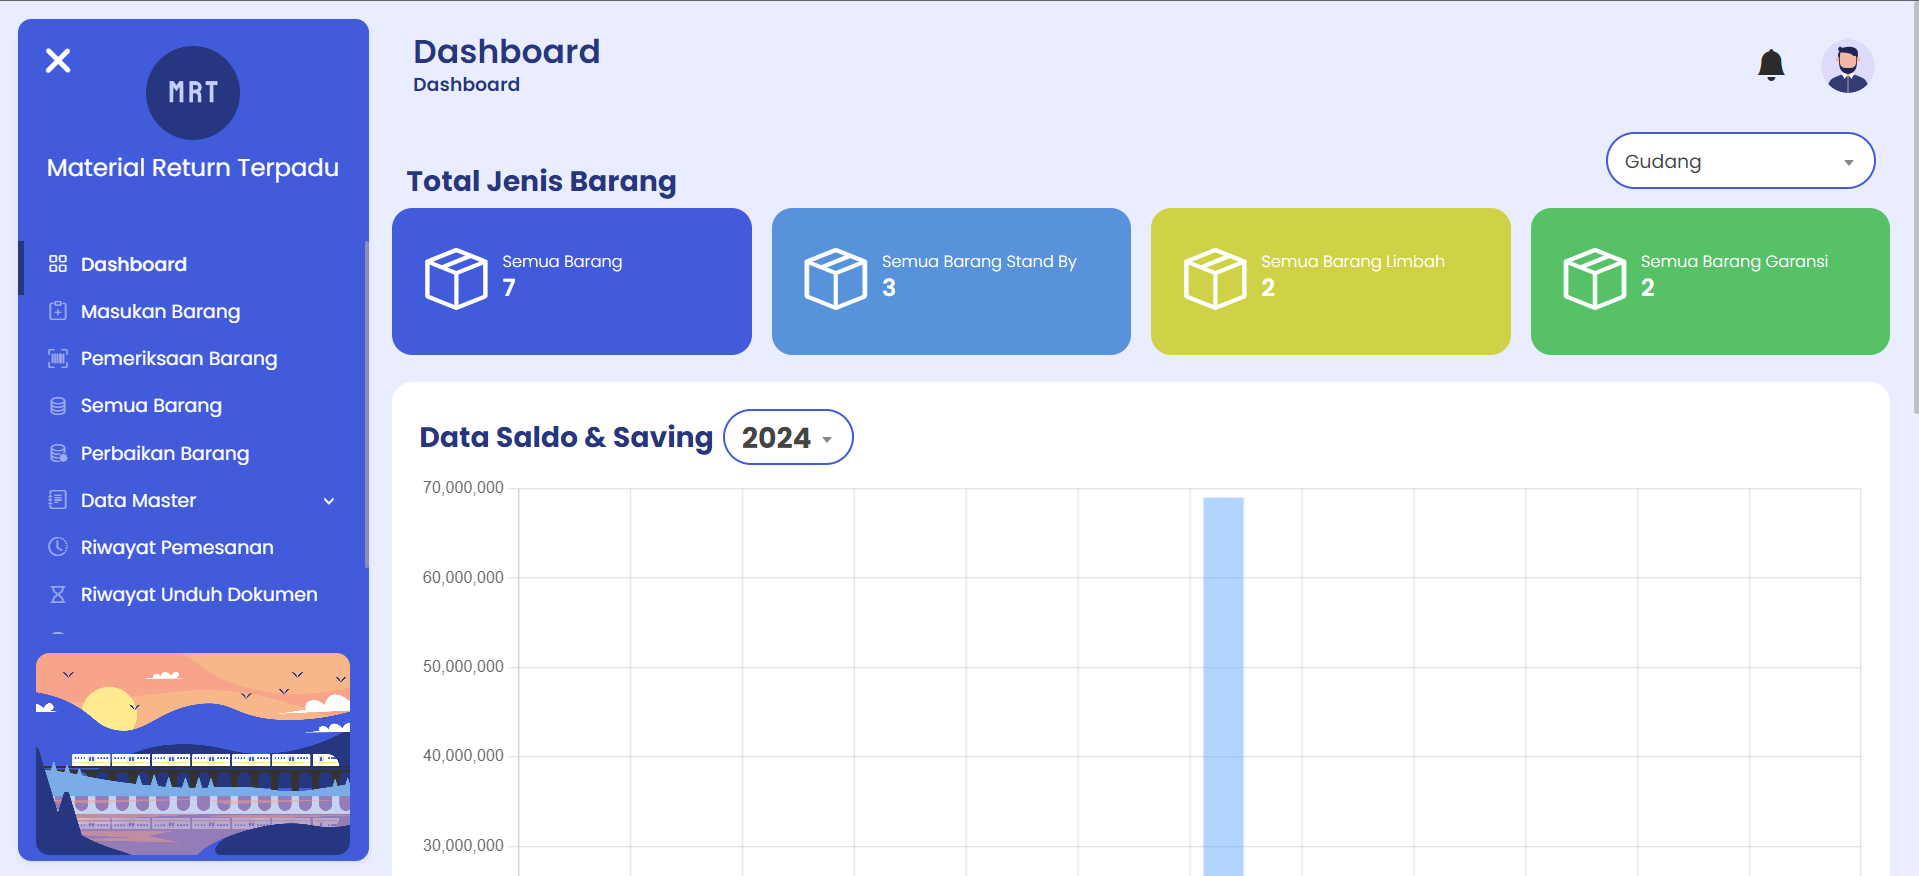 MRT
Material Return Terpadu
Dashboard
Masukan Barang
Pemeriksaan Barang
Semua Barang
Perbaikan Barang
Data Master
Riwayat Pemesanan
Riwayat Unduh Dokumen
Dashboard
Dashboard
Gudang
Total Jenis Barang
Semua Barang
7
Semua Barang Stand By
3
Semua Barang Limbah
2
Semua Barang Garansi
2
Data Saldo & Saving 2024
70,000,000
60,000,000
50,000,000
40,000,000
30,000,000